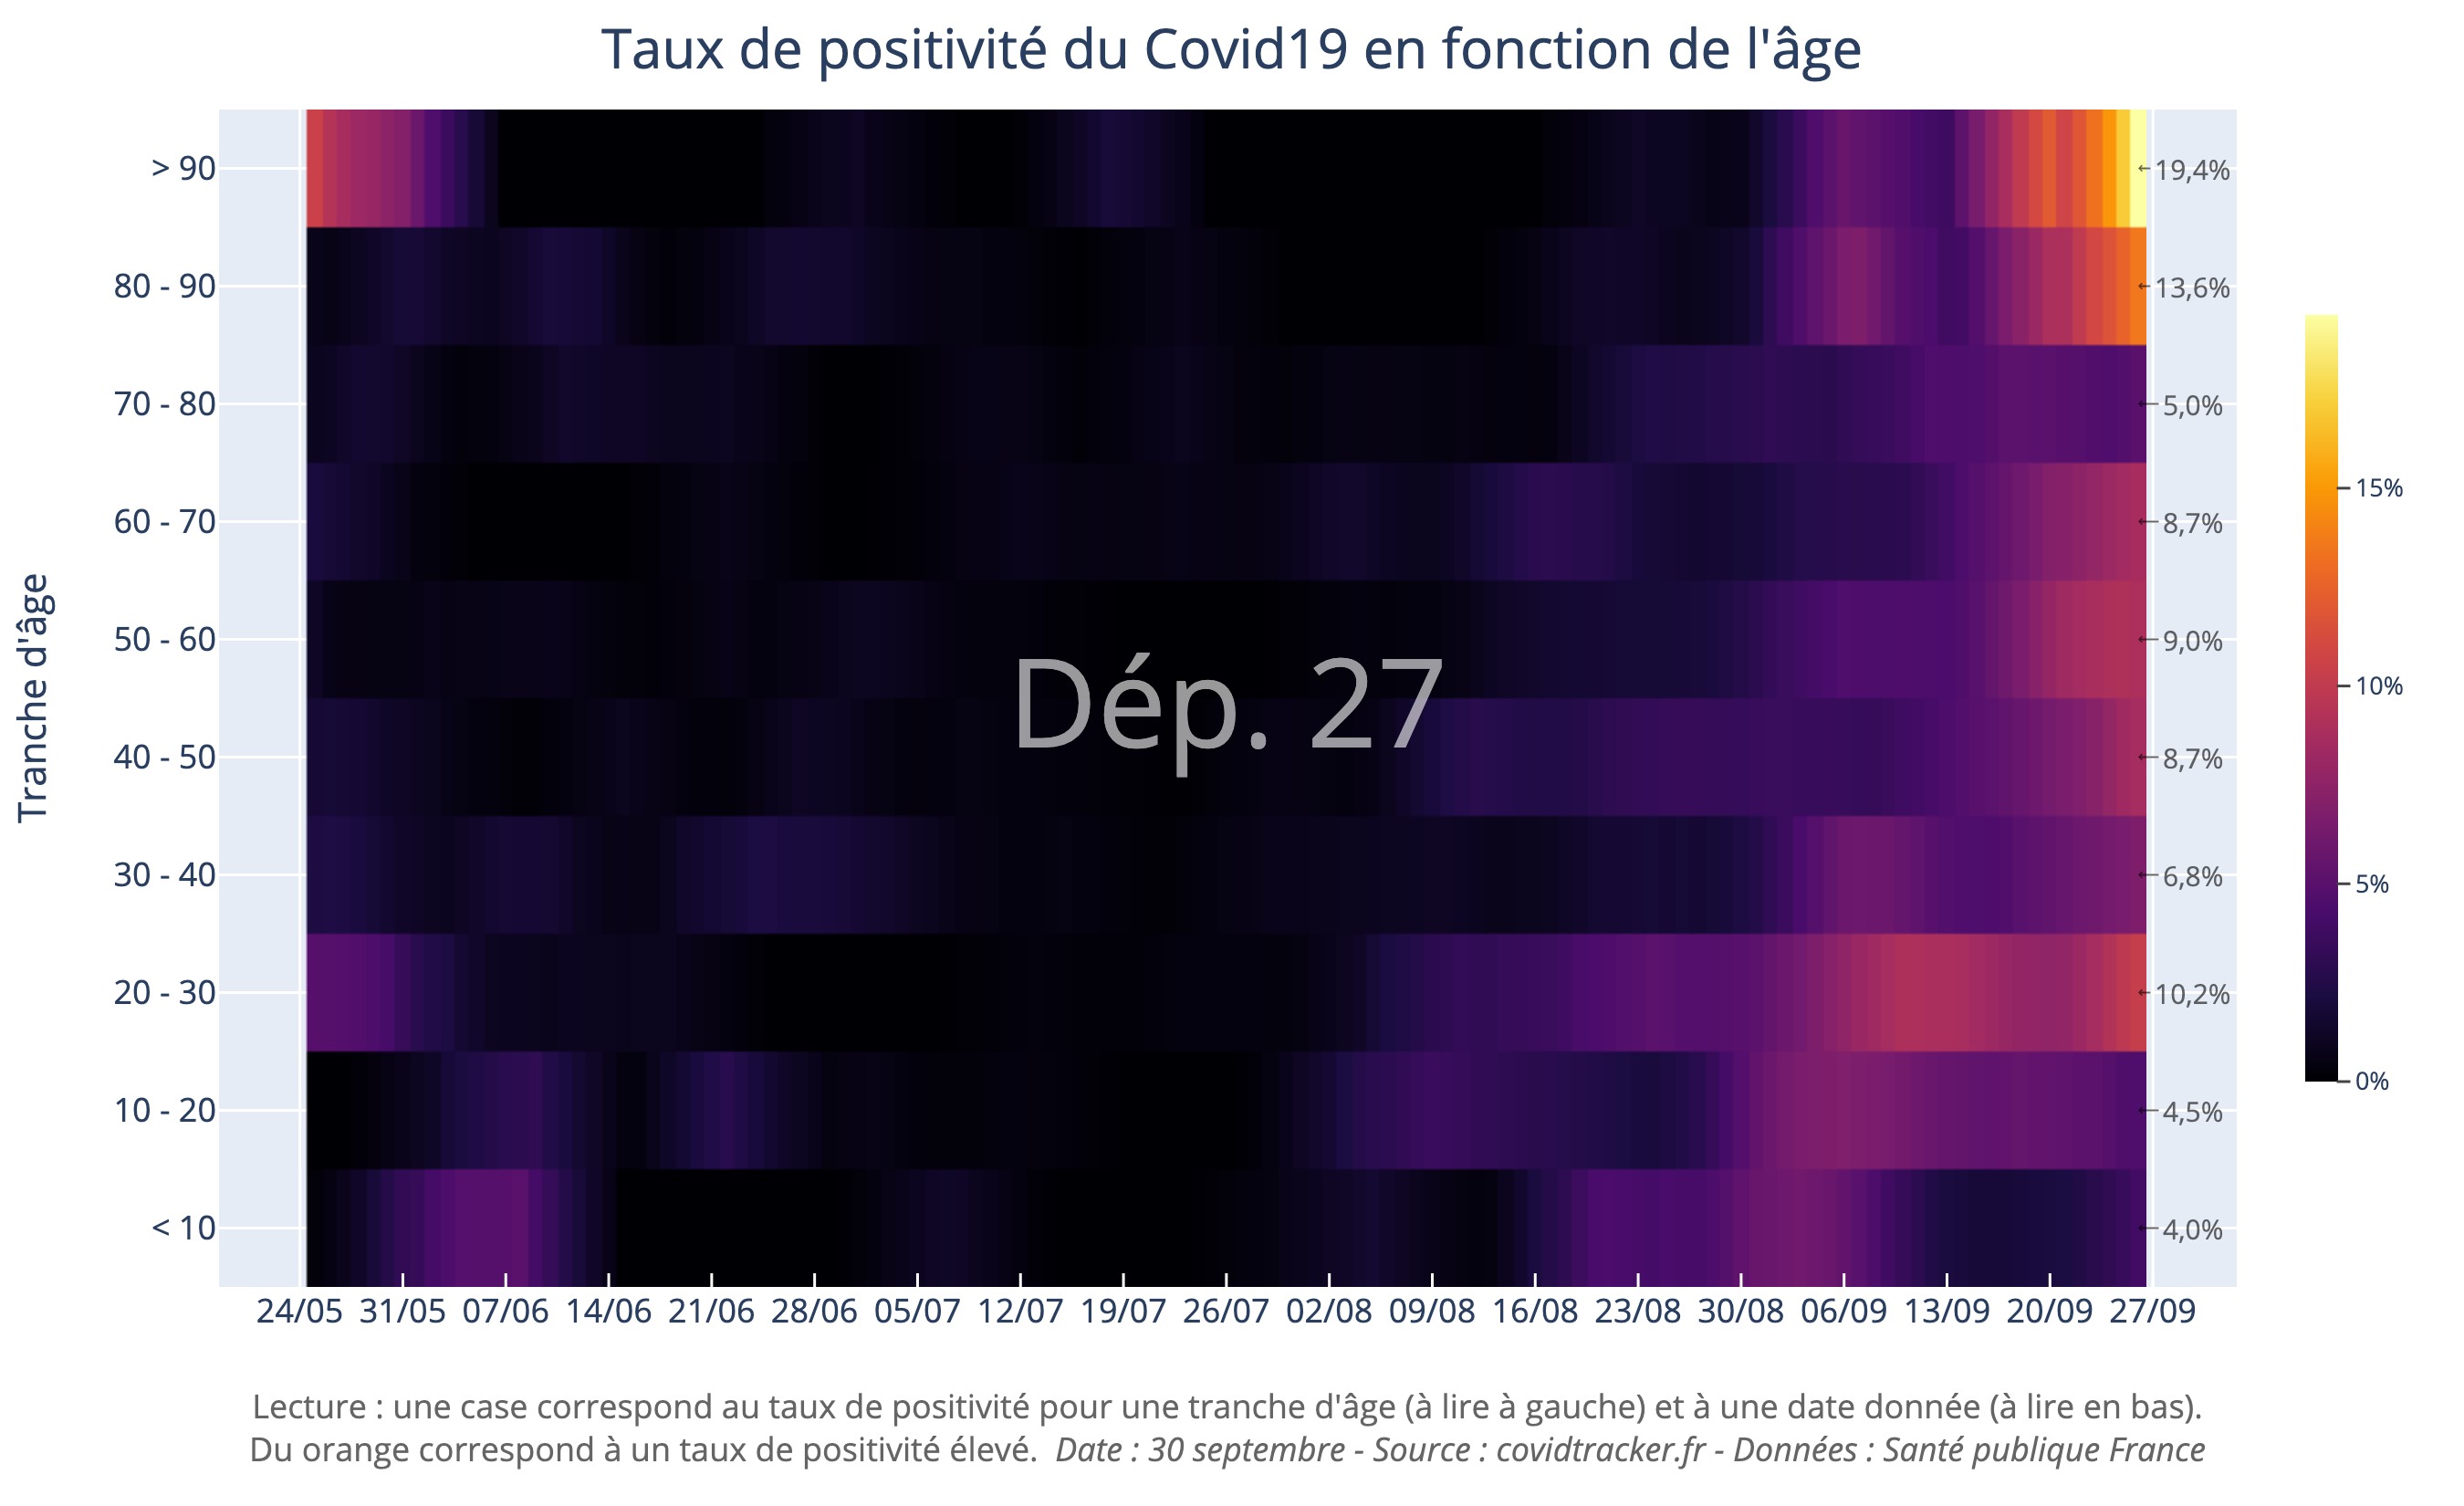 Taux de positivité du Covid19 en fonction de l'âge
Tranche d'âge
> 90
80 - 90
70 - 80
60 - 70
50 - 60
40 - 50
30 - 40
20 - 30
10 - 20
< 10
Dép. 27
19,4%
13,6%
5,0%
8,7%
9,0%
8,7%
6,8%
10,2%
4,5%
4,0%
15%
10%
5%
0%
24/05 31/05 07/06 14/06 21/06 28/06 05/07 12/07 19/07 26/07 02/08 09/08 16/08 23/08 30/08 06/09 13/09 20/09 27/09
Lecture : une case correspond au taux de positivité pour une tranche d'âge (à lire à gauche) et à une date donnée (à lire en bas).
Du orange correspond à un taux de positivité élevé. Date : 30 septembre - Source : covidtracker.fr - Données : Santé publique France